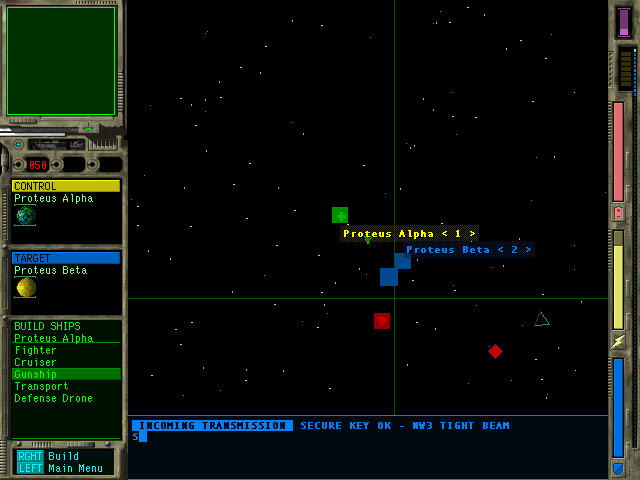 050
CONTROL
Proteus Alpha
TARGET
Proteus Beta
BUILD SHIPS
Proteus Alpha
Fighter
Cruiser
Gunship
Transport
Defense Drone
RGHT Build
LEFT Main Menu
Proteus Alpha < 1 >
Proteus Beta < 2 >
INCOMING TRANSMISSION SECURE KEY OK - NW3 TIGHT BEAM
S